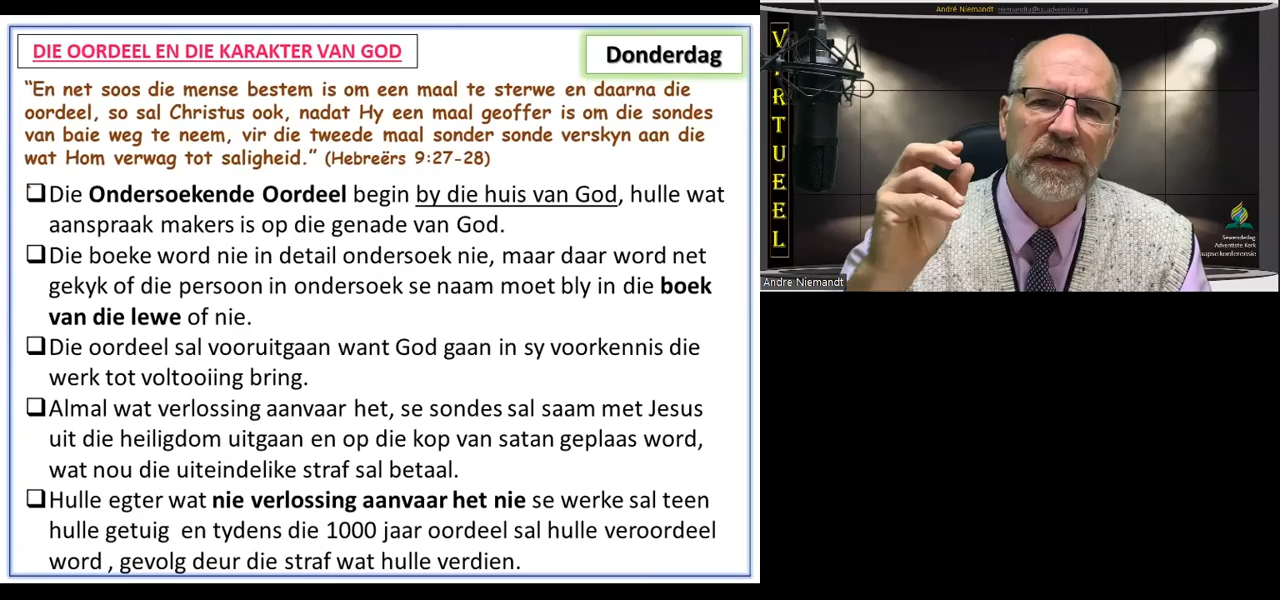 DIE OORDEEL EN DIE KARAKTER VAN GOD
Donderdag
“En net soos die mense bestem is om een maal te sterwe en daarna die
oordeel, so sal Christus ook, nadat Hy een maal geoffer is om die sondes
van baie weg te neem, vir die tweede maal sonder sonde verskyn aan die
wat Hom verwag tot saligheid.” (Hebreërs 9:27-28)
Die Ondersoekende Oordeel begin by die huis van God, hulle wat
aanspraak makers is op die genade van God.
Die boeke word nie in detail ondersoek nie, maar daar word net
gekyk of die persoon in ondersoek se naam moet bly in die boek
van die lewe of nie.
Die oordeel sal vooruitgaan want God gaan in sy voorkennis die
werk tot voltooiing bring.
Almal wat verlossing aanvaar het, se sondes sal saam met Jesus
uit die heiligdom uitgaan en op die kop van satan geplaas word,
wat nou die uiteindelike straf sal betaal.
Hulle egter wat nie verlossing aanvaar het nie se werke sal teen
hulle getuig en tydens die 1000 jaar oordeel sal hulle veroordeel
word , gevolg deur die straf wat hulle verdien.
André Niemandt
VIRTUEEL
Sewendedag
Adventiste Kerk
Kaapse konferensie
Andre Niemandt